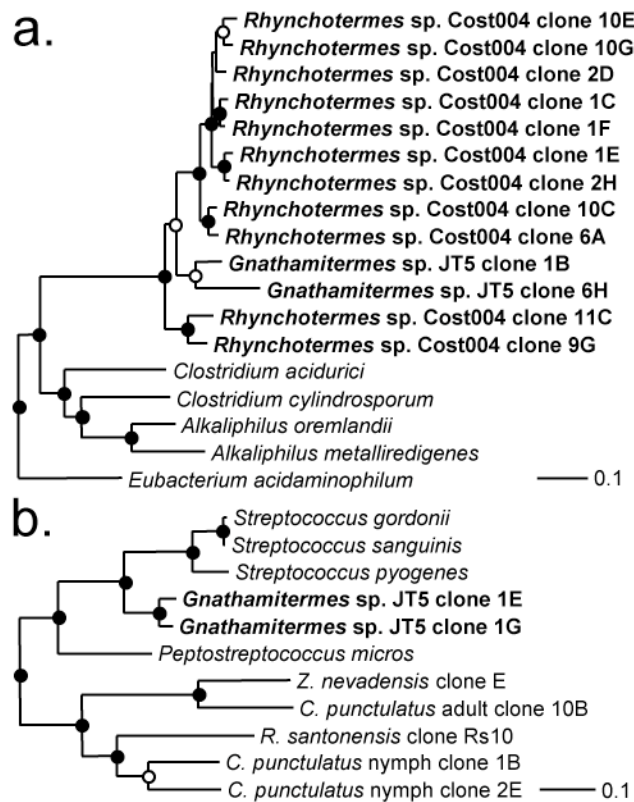 a.
Rhynchotermes sp. Cost004 clone 10E
Rhynchotermes sp. Cost004 clone 10G
Rhynchotermes sp. Cost004 clone 2D
Rhynchotermes sp. Cost004 clone 1C
Rhynchotermes sp. Cost004 clone 1F
Rhynchotermes sp. Cost004 clone 1E
Rhynchotermes sp. Cost004 clone 2H
Rhynchotermes sp. Cost004 clone 10C
Rhynchotermes sp. Cost004 clone 6A
Gnathamitermes sp. JT5 clone 1B
Gnathamitermes sp. JT5 clone 6H
Rhynchotermes sp. Cost004 clone 11C
Rhynchotermes sp. Cost004 clone 9G
Clostridium acidurici
Clostridium cylindrosporum
Alkaliphilus oremlandii
Alkaliphilus metalliredigenes
Eubacterium acidaminophilum
0.1
b.
Streptococcus gordonii
Streptococcus sanguinis
Streptococcus pyogenes
Gnathamitermes sp. JT5 clone 1E
Gnathamitermes sp. JT5 clone 1G
Peptostreptococcus micros
Z. nevadensis clone E
C. punctulatus adult clone 10B
R. santonensis clone Rs10
C. punctulatus nymph clone 1B
C. punctulatus nymph clone 2E
0.1